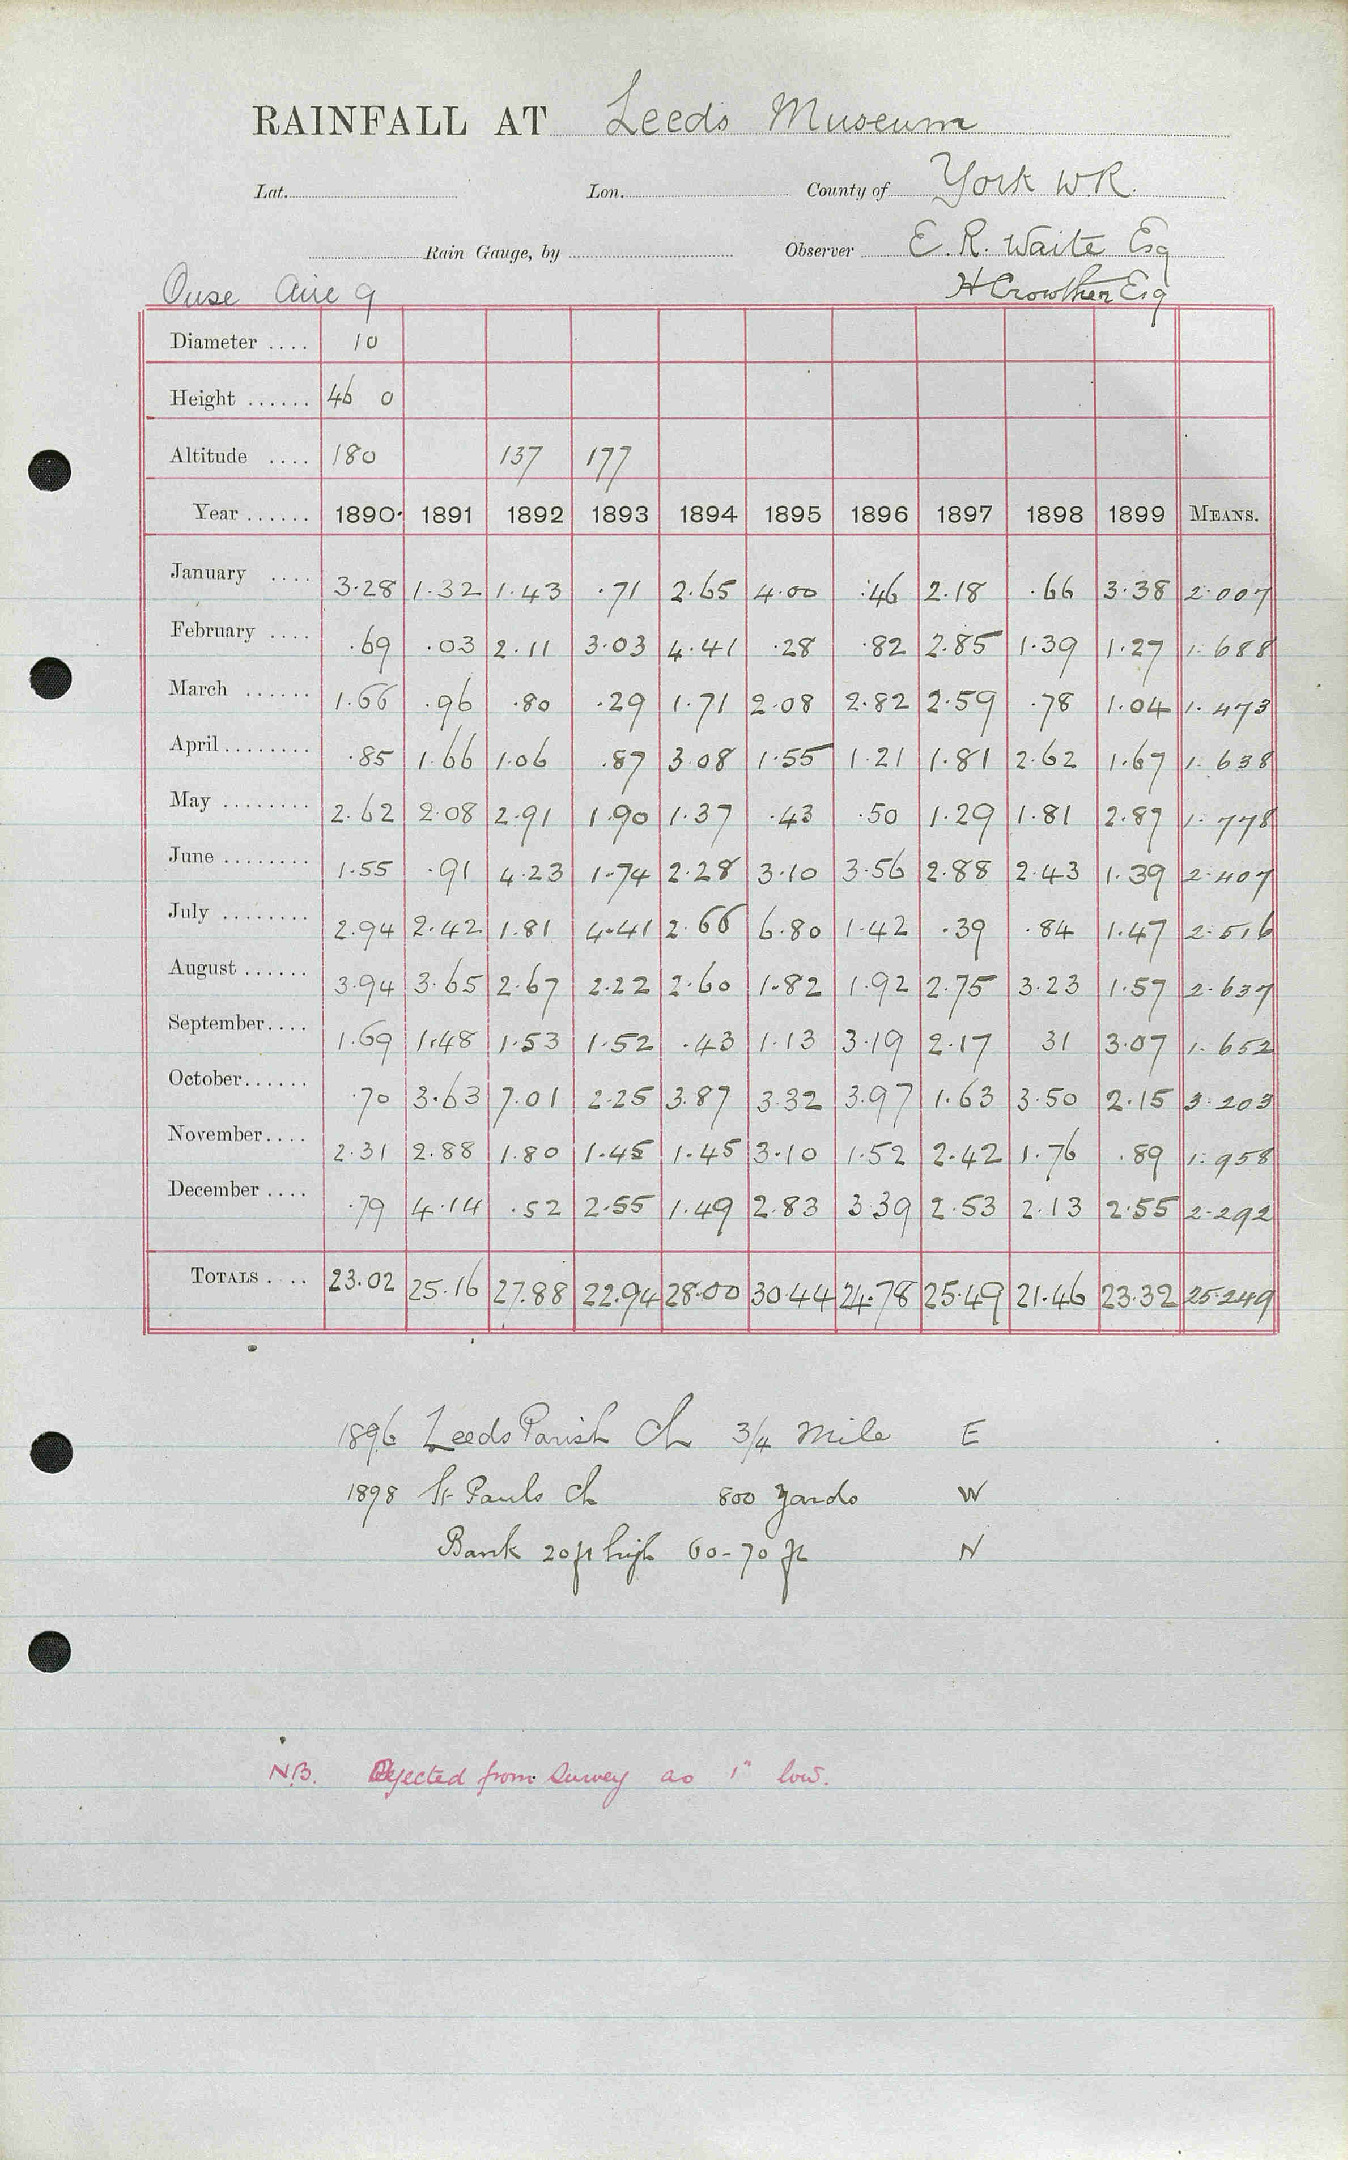 RAINFALL AT Leeds Museum
Lat. Lon. County of York W.R.
Rain Gauge, by Observer E. R. Waite Esq
Ouse Aire 9 H Crowther Esq
Diameter .... 10
Height ...... 46 0
Altitude .... 180 137 177
Year ...... 1890 1891 1892 1893 1894 1895 1896 1897 1898 1899 MEANS.
January .... 3.28 1.32 1.43 .71 2.65 4.00 .46 2.18 .66 3.38 2.007
February .... .69 .03 2.11 3.03 4.41 .28 .82 2.85 1.39 1.27 1.688
March ...... 1.66 .96 .80 .29 1.71 2.08 2.82 2.59 .78 1.04 1.473
April ........ .85 1.66 1.06 .87 3.08 1.55 1.21 1.81 2.62 1.67 1.638
May ........ 2.62 2.08 2.91 1.90 1.37 .43 .50 1.29 1.81 2.87 1.778
June ........ 1.55 .91 4.23 1.74 2.28 3.10 3.56 2.88 2.43 1.39 2.407
July ........ 2.94 2.42 1.81 4.41 2.66 6.80 1.42 .39 .84 1.47 2.516
August ...... 3.94 3.65 2.67 2.22 2.60 1.82 1.92 2.75 3.23 1.57 2.637
September .... 1.69 1.48 1.53 1.52 .43 1.13 3.19 2.17 31 3.07 1.652
October ...... .70 3.63 7.01 2.25 3.87 3.32 3.97 1.63 3.50 2.15 3.203
November .... 2.31 2.88 1.80 1.45 1.45 3.10 1.52 2.42 1.76 .89 1.958
December .... .79 4.14 .52 2.55 1.49 2.83 3.39 2.53 2.13 2.55 2.292
TOTALS .... 23.02 25.16 27.88 22.94 28.00 30.44 24.78 25.49 21.46 23.32 25.249
1896 Leeds Parish Ch 3/4 mile E
1898 St Pauls Ch 800 yards W
Bank 20ft high 60-70 ft N
N.B. Rejected from Survey as 1" low.